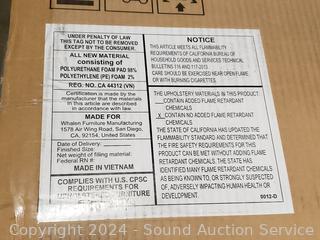 UNDER PENALTY OF LAW
THIS TAG NOT TO BE REMOVED
EXCEPT BY THE CONSUMER
ALL NEW MATERIAL
consisting of
POLYURETHANE FOAM PAD 98%
POLYETHYLENE (PE) FOAM 2%
REG. NO. CA 44312 (VN)
Certification is made by the
manufacturer that the materials
in this article are described
in accordance with law.
MADE FOR
Whalen Furniture Manufacturing
1578 Air Wing Road, San Diego,
CA, 92154, United States
Date of Delivery:
Finished Size:
Net weight of filling material:
Federal RN#:
MADE IN VIETNAM
COMPLIES WITH U.S. CPSC
REQUIREMENTS FOR
UPHOLSTERED FURNITURE
NOTICE
THIS ARTICLE MEETS ALL FLAMMABILITY
REQUIREMENTS OF CALIFORNIA BUREAU OF
HOUSEHOLD GOODS AND SERVICES TECHNICAL
BULLETINS 116 AND 117-2013.
CARE SHOULD BE EXERCISED NEAR OPEN FLAME
OR WITH BURNING CIGARETTES.
THE UPHOLSTERY MATERIALS IN THIS PRODUCT:
CONTAIN ADDED FLAME RETARDANT
CHEMICALS
X CONTAIN NO ADDED FLAME RETARDANT
CHEMICALS
THE STATE OF CALIFORNIA HAS UPDATED THE
FLAMMABILITY STANDARD AND DETERMINED THAT
THE FIRE SAFETY REQUIREMENTS FOR THIS
PRODUCT CAN BE MET WITHOUT ADDING FLAME
RETARDANT CHEMICALS. THE STATE HAS
IDENTIFIED MANY FLAME RETARDANT CHEMICALS
AS BEING KNOWN TO, OR STRONGLY SUSPECTED
OF, ADVERSELY IMPACTING HUMAN HEALTH OR
DEVELOPMENT.
0012-D
Copyright 2024 - Sound Auction Service